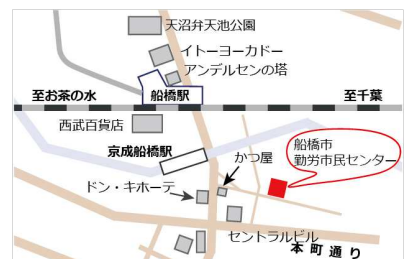 天沼弁天池公園
イトーヨーカドー
アンデルセンの塔
至お茶の水
船橋駅
至千葉
西武百貨店
京成船橋駅
かつ屋
船橋市
勤労市民センター
ドン・キホーテ
セントラルビル
本町通り